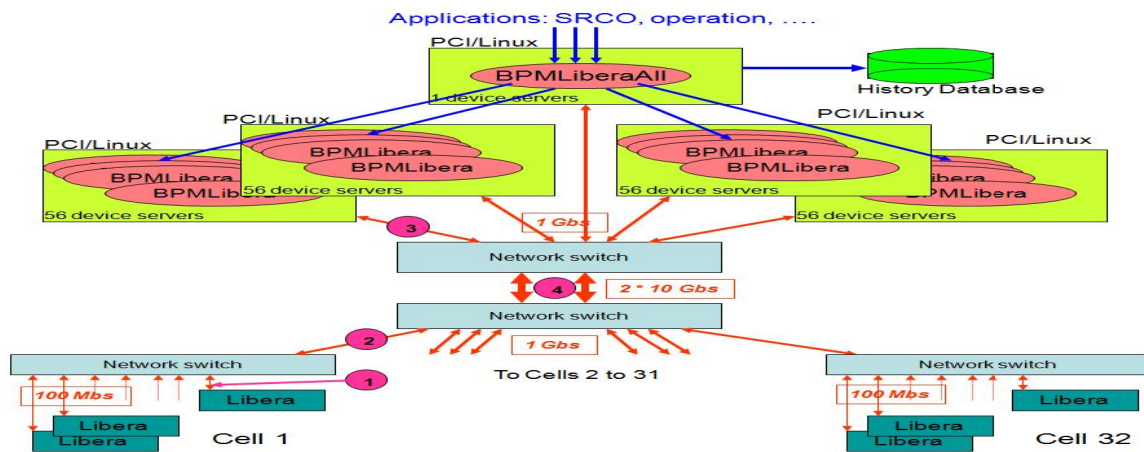 Applications: SRCO, operation, ....
PCI/Linux
BPMLiberaAll
1 device servers
History Database
PCI/Linux
PCI/Linux
PCI/Linux
PCI/Linux
BPMLibera
BPMLibera
56 device servers
BPMLibera
BPMLibera
56 device servers
BPMLibera
BPMLibera
56 device servers
Libera
BPMLibera
56 device servers
3
1 Gbs
Network switch
4
2 * 10 Gbs
Network switch
2
1 Gbs
Network switch
Network switch
1
To Cells 2 to 31
100 Mbs
Libera
Libera
Libera
Cell 1
100 Mbs
Libera
Libera
Libera
Cell 32